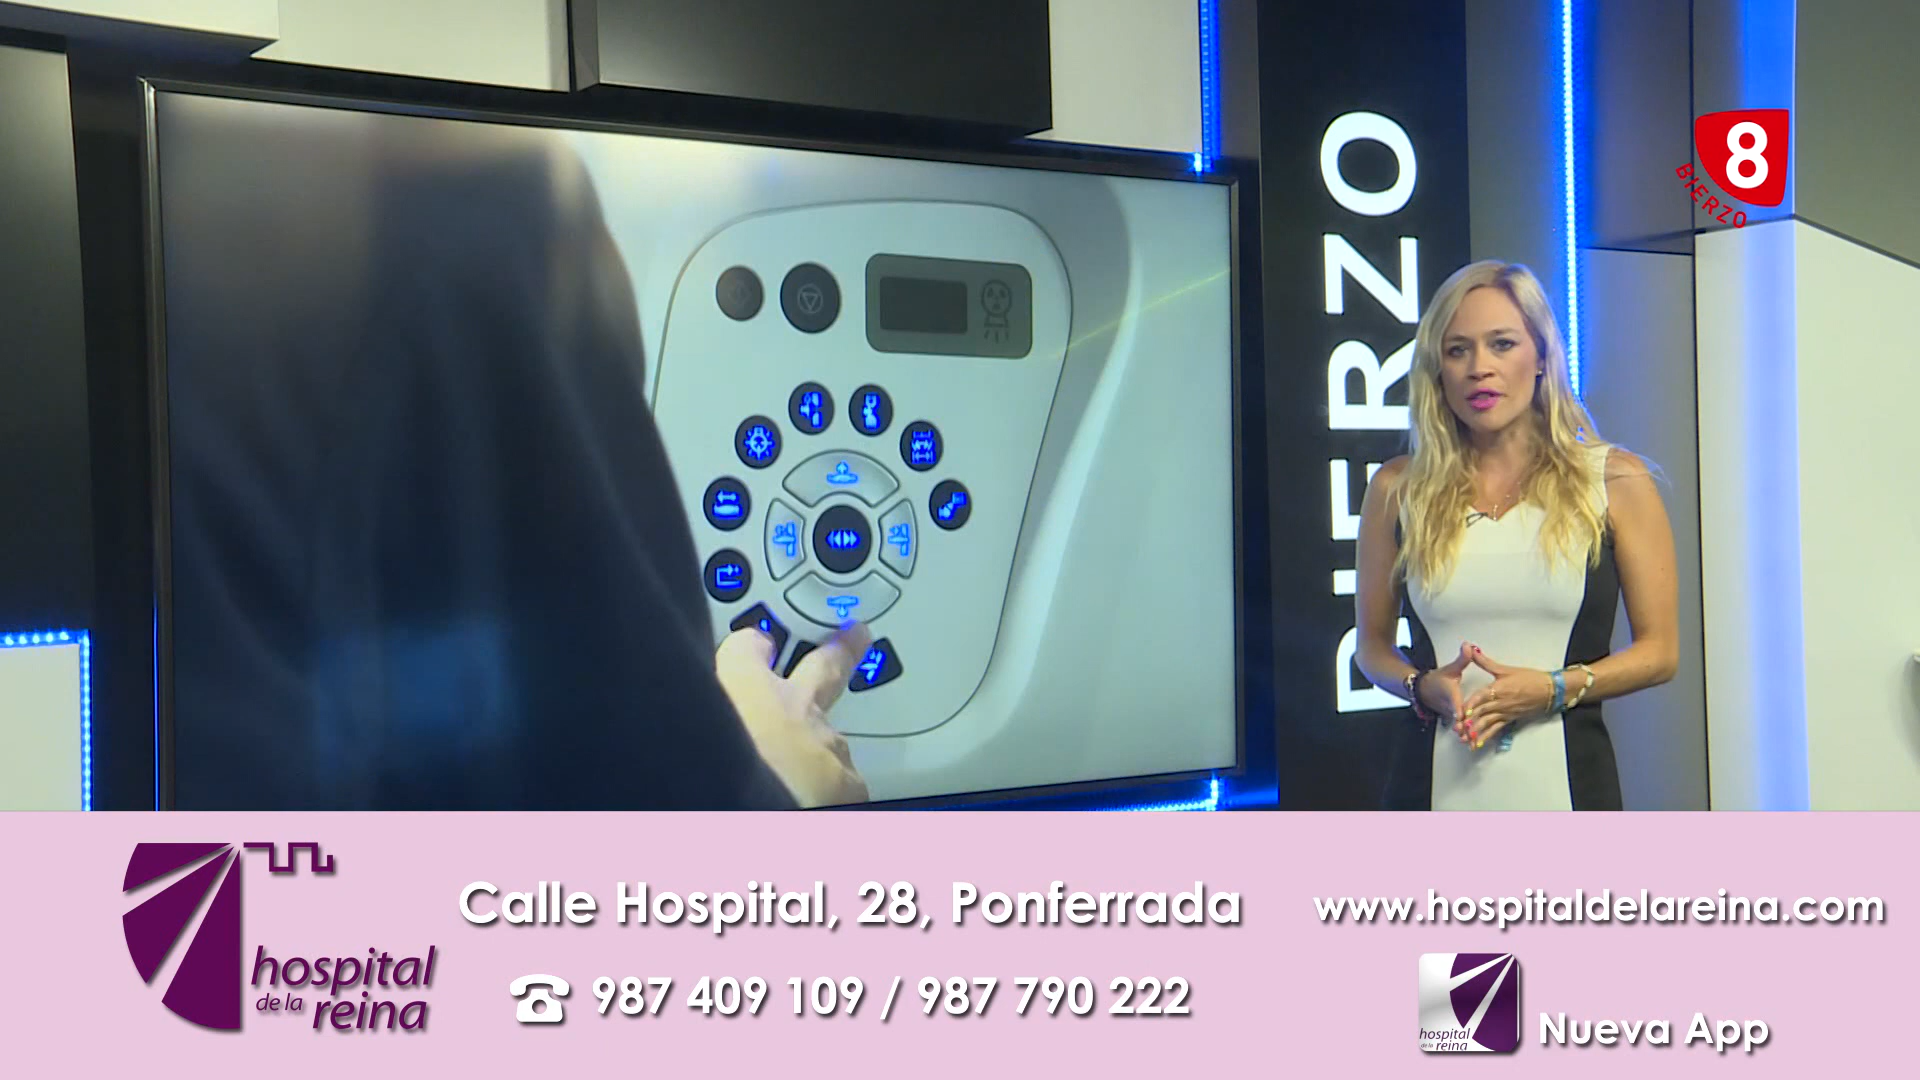 8
BIERZO
BIERZO
hospital
de la
reina
Calle Hospital, 28, Ponferrada
987 409 109 / 987 790 222
www.hospitaldelareina.com
hospital
de la reina
Nueva App